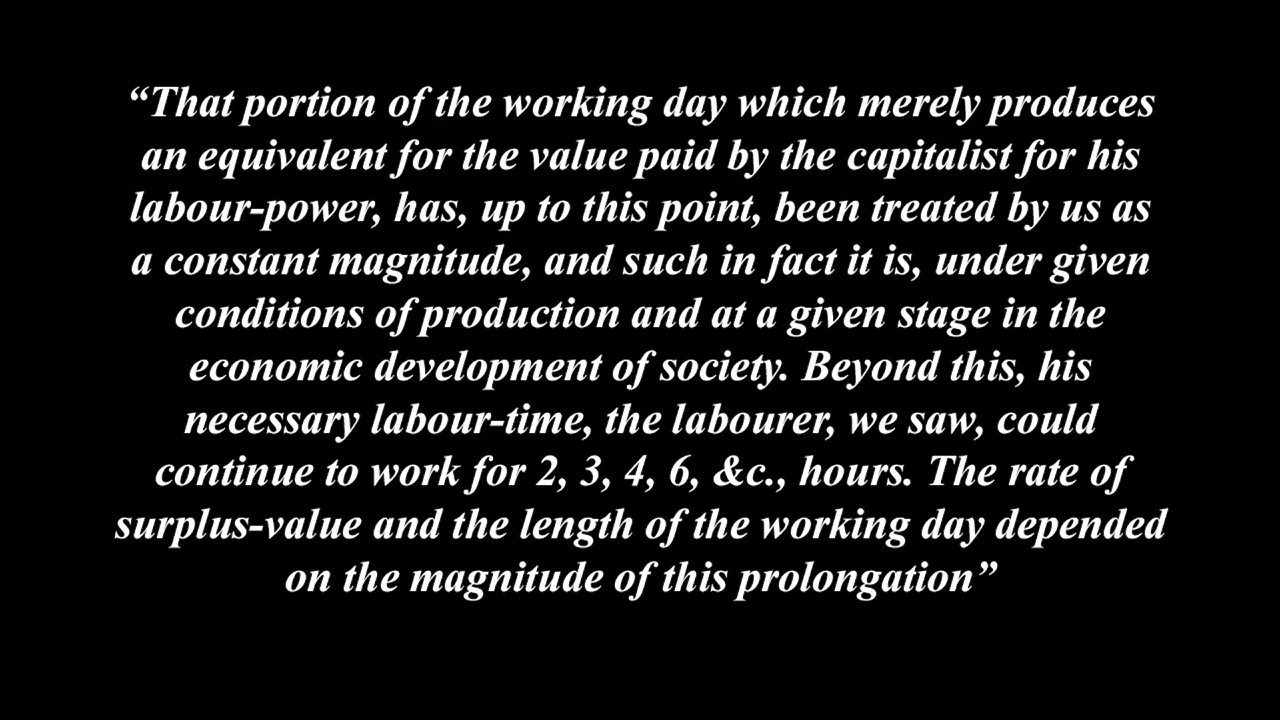 “That portion of the working day which merely produces
an equivalent for the value paid by the capitalist for his
labour-power, has, up to this point, been treated by us as
a constant magnitude, and such in fact it is, under given
conditions of production and at a given stage in the
economic development of society. Beyond this, his
necessary labour-time, the labourer, we saw, could
continue to work for 2, 3, 4, 6, &c., hours. The rate of
surplus-value and the length of the working day depended
on the magnitude of this prolongation”